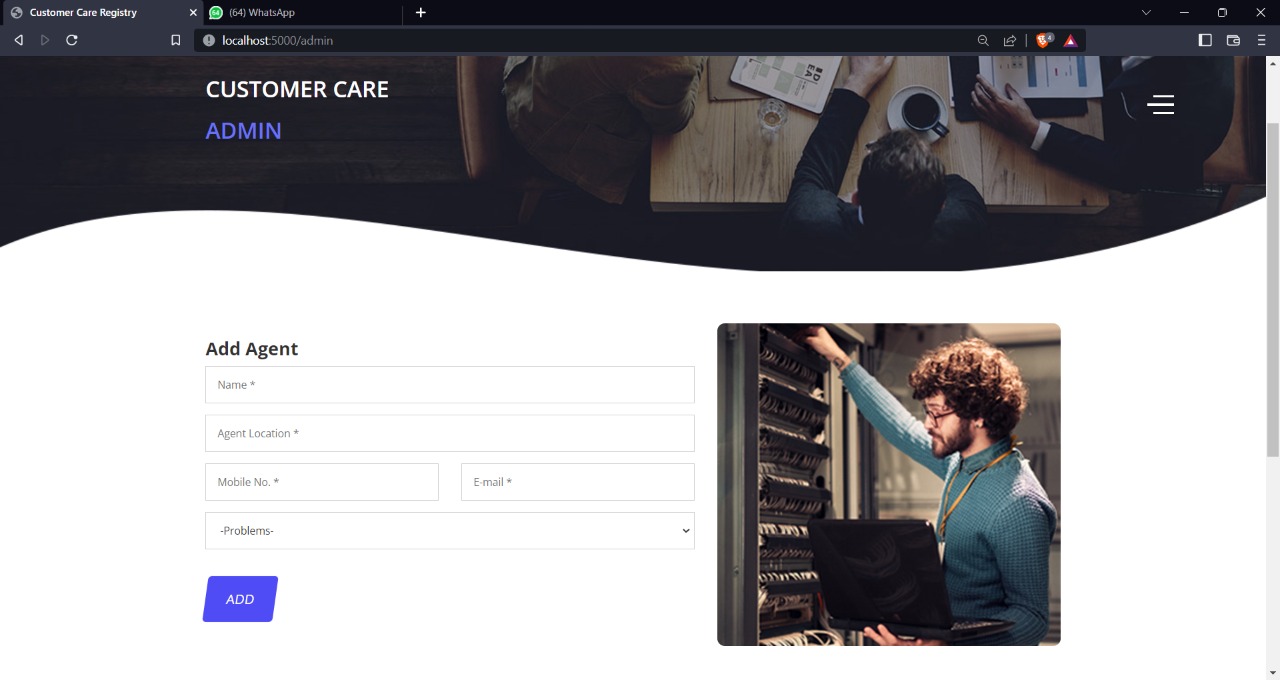 Customer Care Registry
(64) WhatsApp
localhost:5000/admin
4
CUSTOMER CARE
ADMIN
Add Agent
Name *
Agent Location *
Mobile No. *
E-mail *
-Problems-
ADD